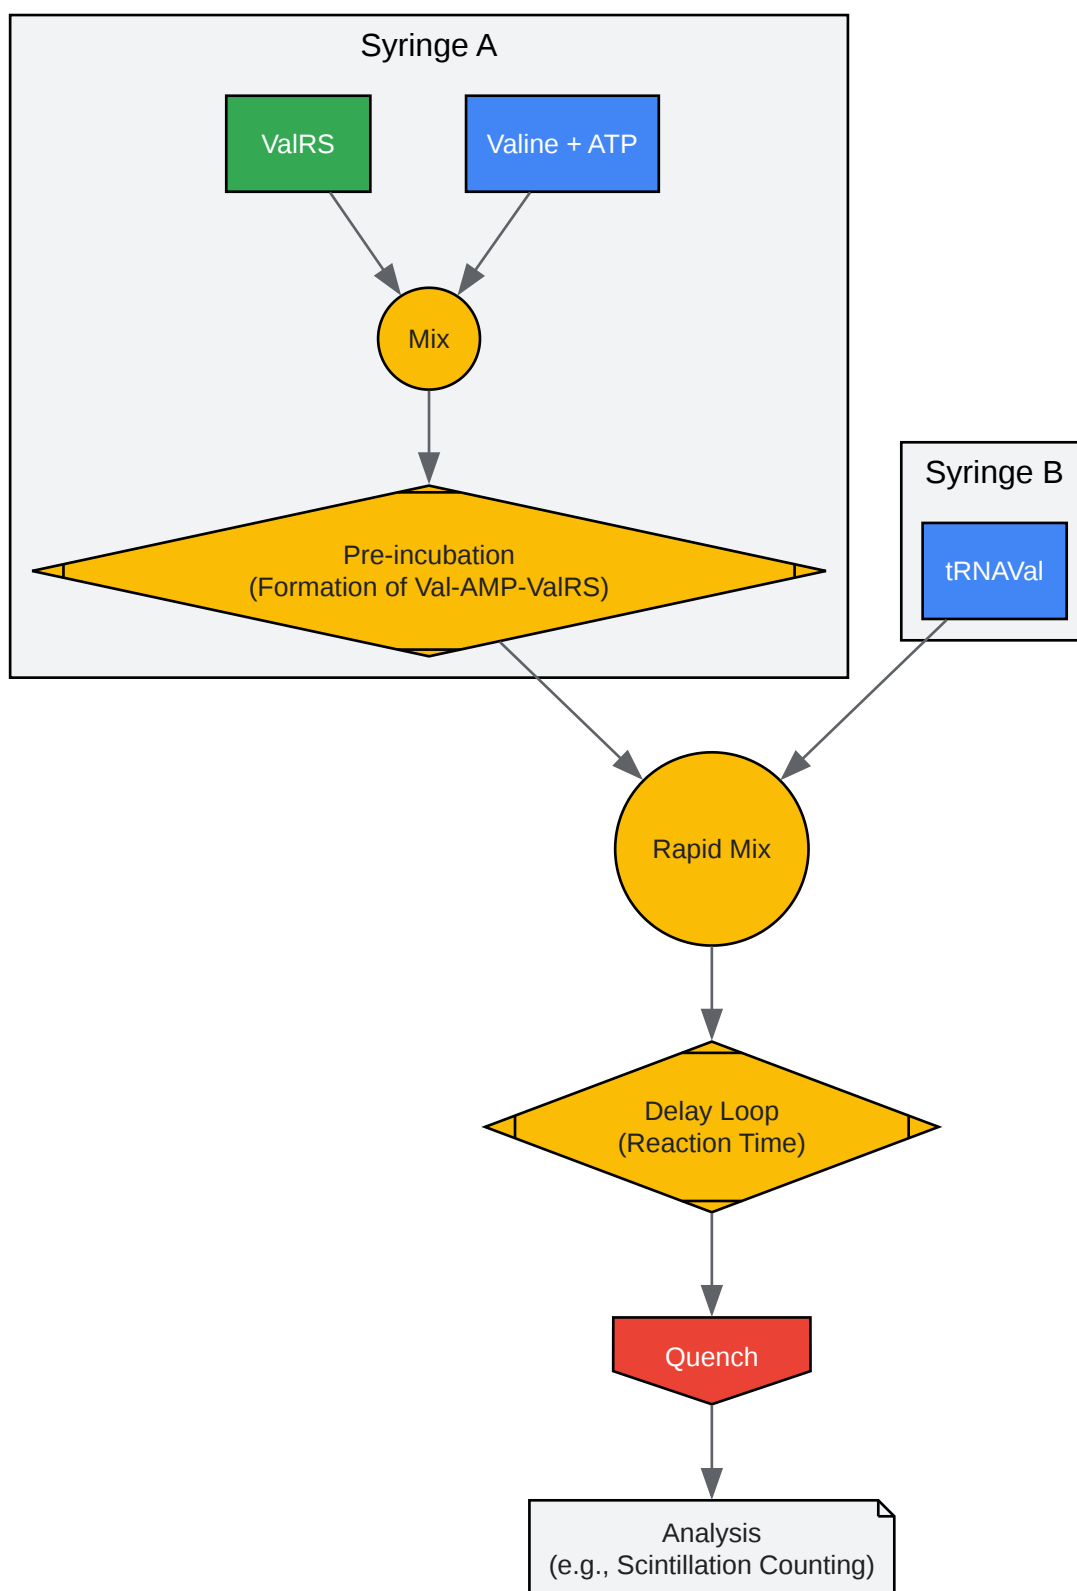 Syringe A
ValRS
Valine + ATP
Mix
Pre-incubation
(Formation of Val-AMP-ValRS)
Syringe B
tRNAVal
Rapid Mix
Delay Loop
(Reaction Time)
Quench
Analysis
(e.g., Scintillation Counting)